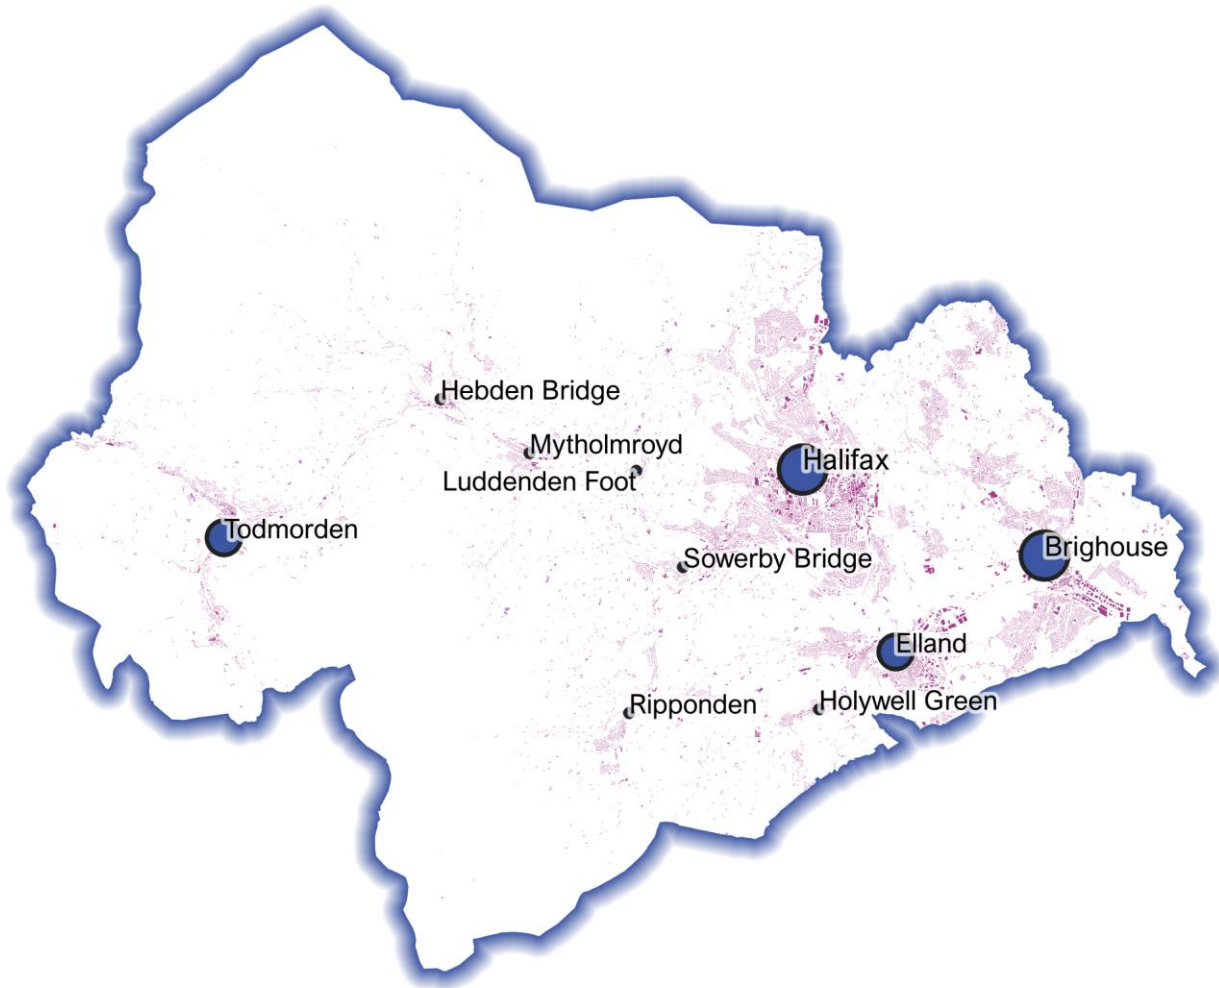 Hebden Bridge
Mytholmroyd
Halifax
Luddenden Foot
Todmorden
Brighouse
Sowerby Bridge
Elland
Ripponden
Holywell Green